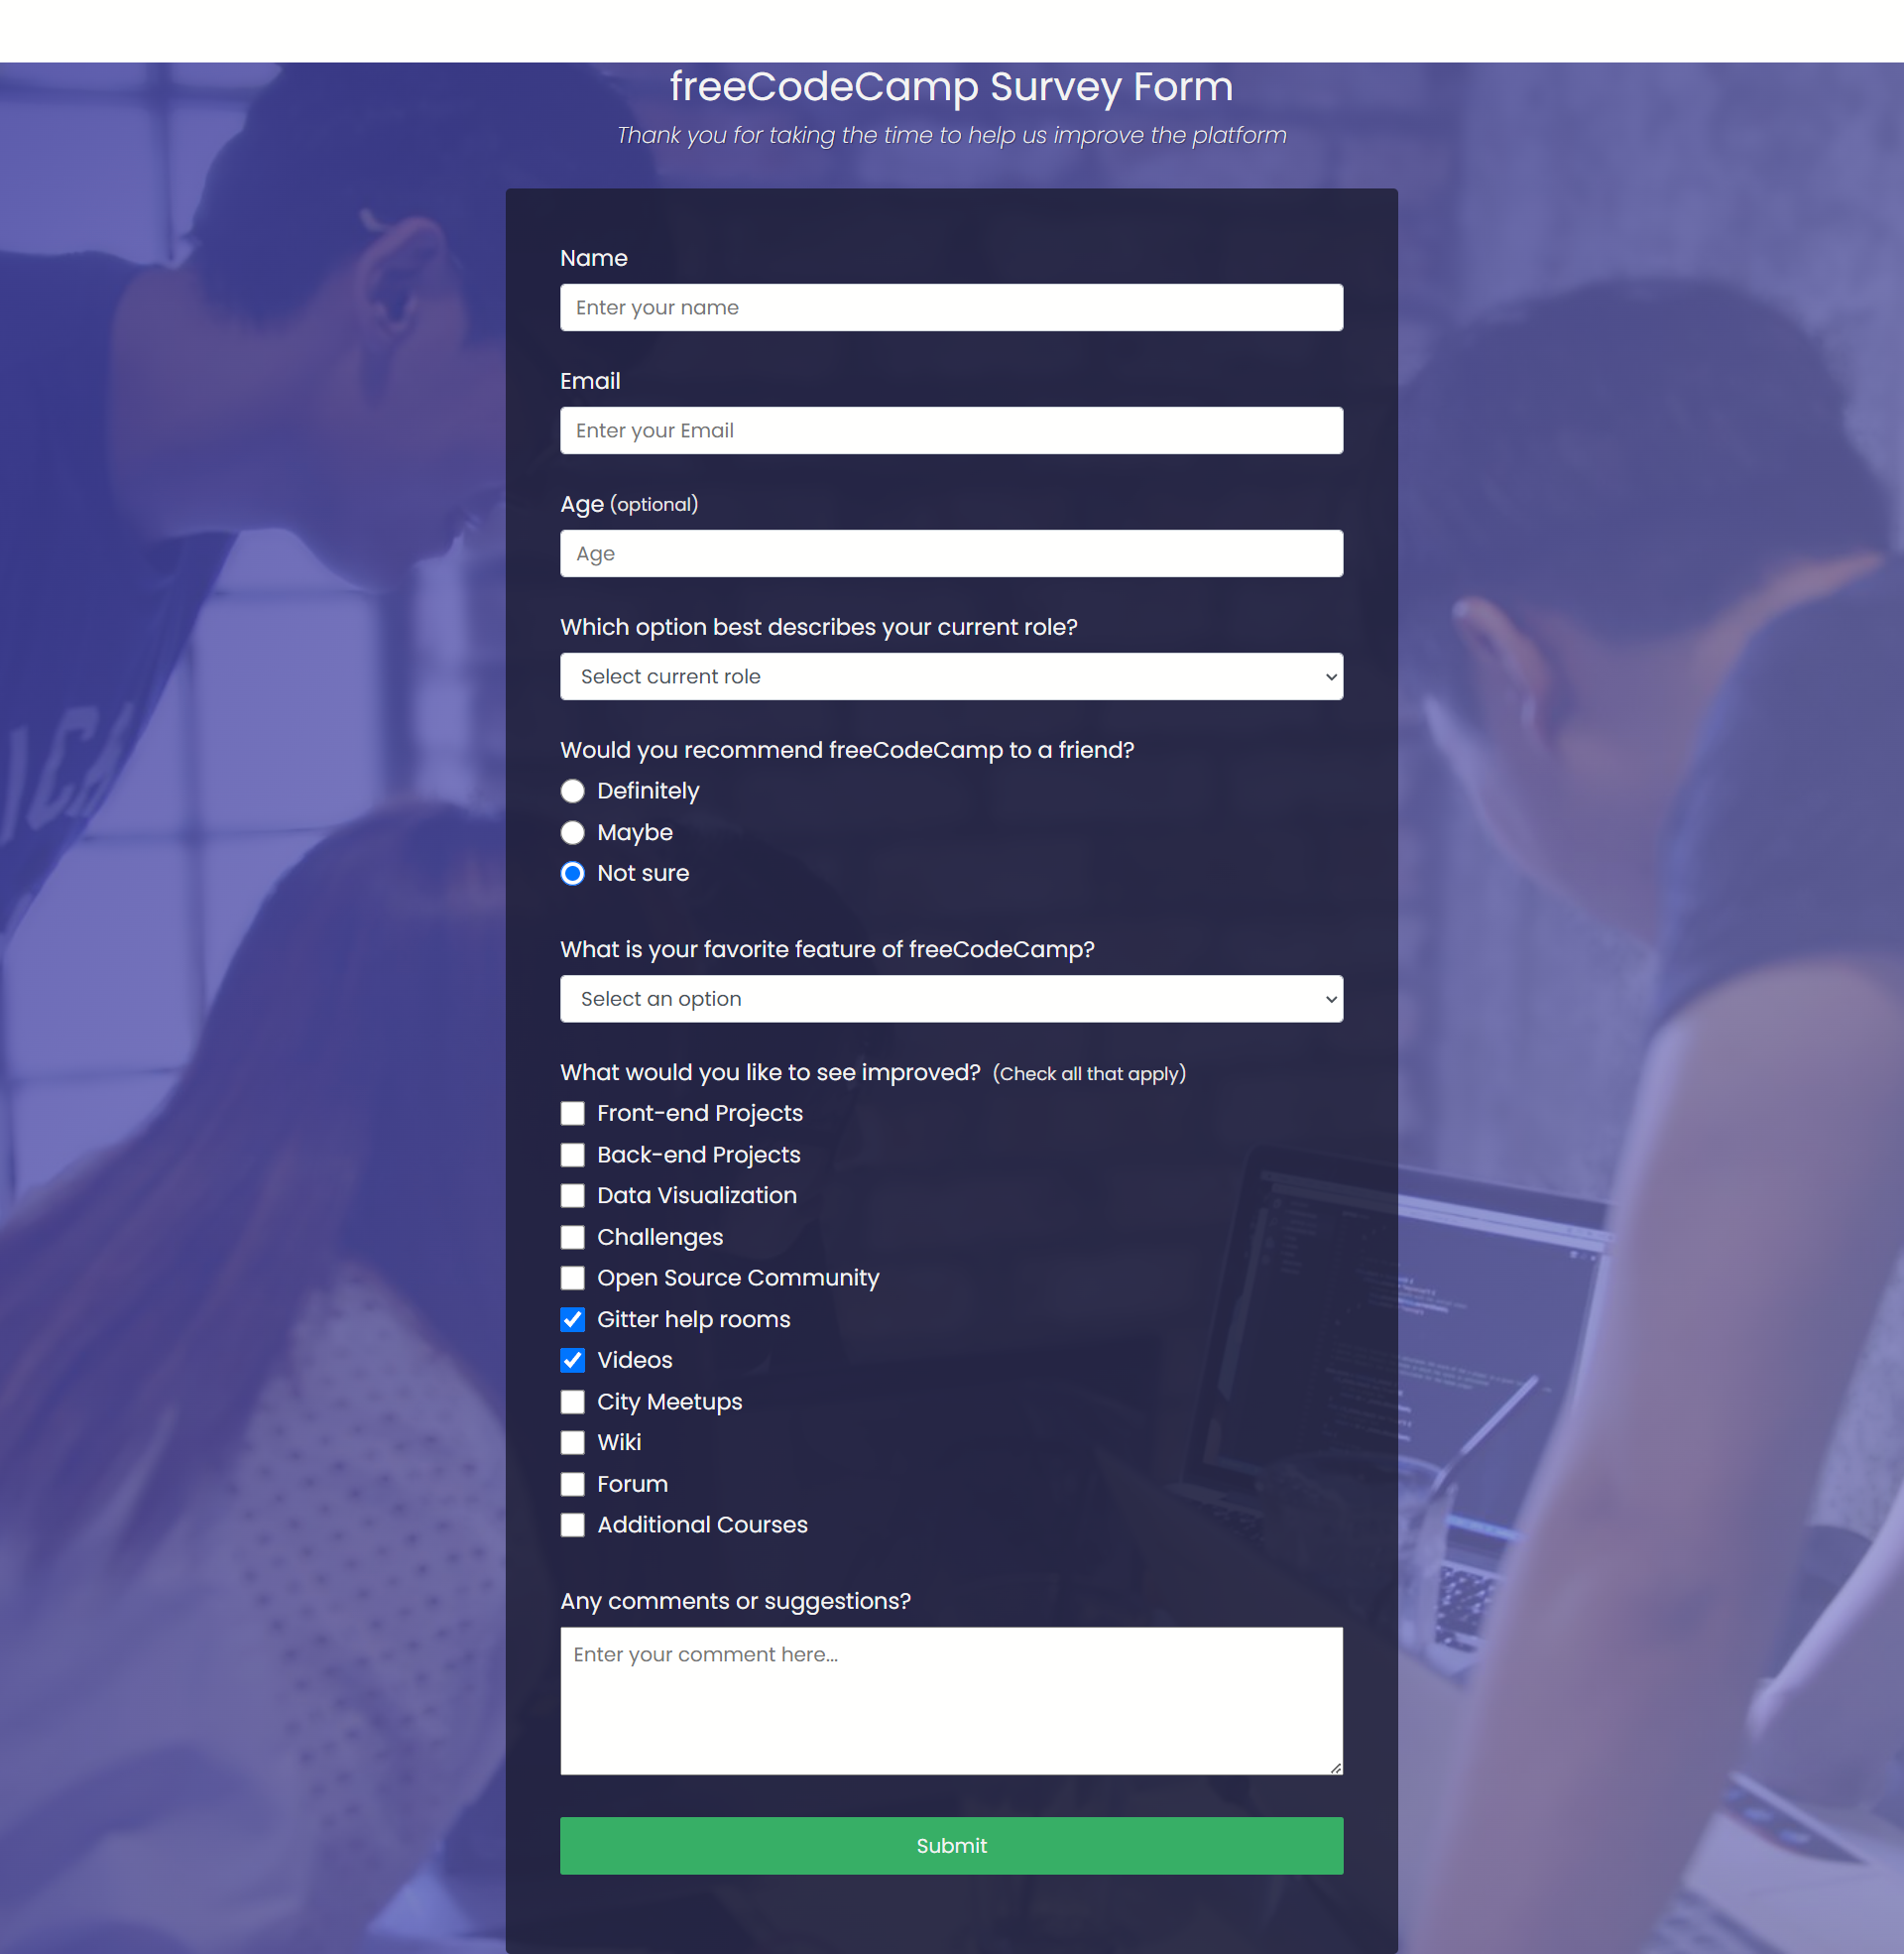 freeCodeCamp Survey Form
Thank you for taking the time to help us improve the platform
Name
Enter your name
Email
Enter your Email
Age (optional)
Age
Which option best describes your current role?
Select current role
Would you recommend freeCodeCamp to a friend?
Definitely
Maybe
Not sure
What is your favorite feature of freeCodeCamp?
Select an option
What would you like to see improved? (Check all that apply)
Front-end Projects
Back-end Projects
Data Visualization
Challenges
Open Source Community
Gitter help rooms
Videos
City Meetups
Wiki
Forum
Additional Courses
Any comments or suggestions?
Enter your comment here...
Submit